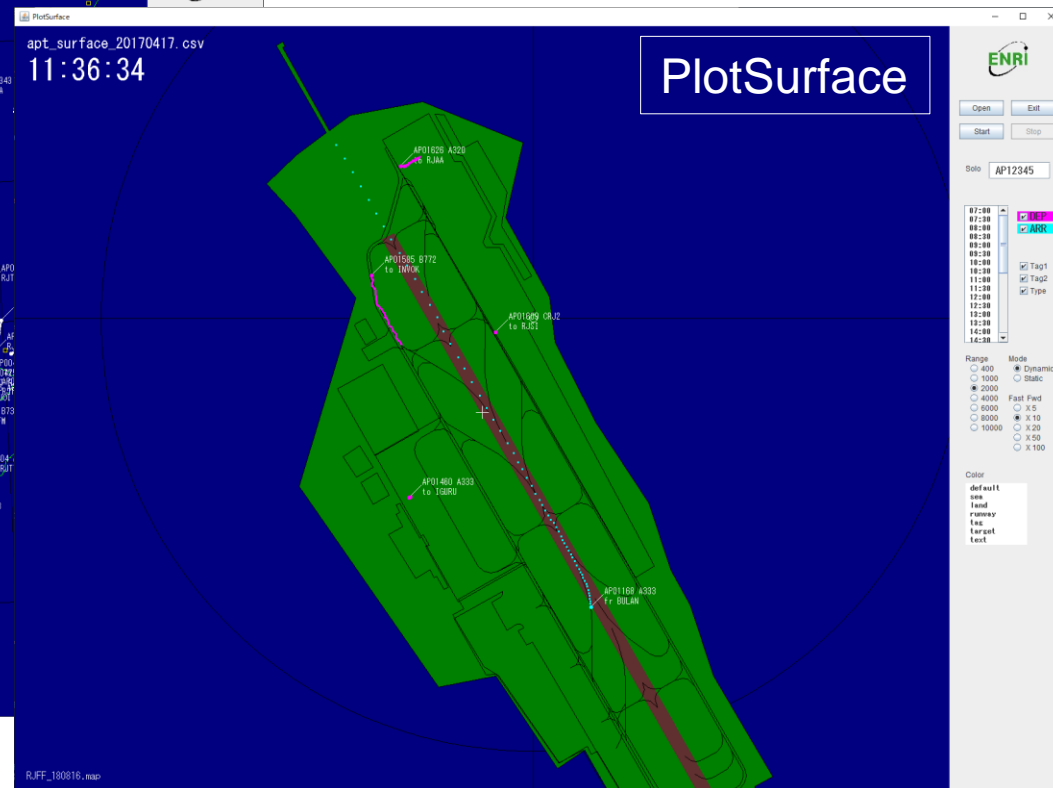 PlotSurface
apt_surface_20170417.csv
11:36:34
PlotSurface
ENRI
Open Exit
Start Stop
Solo AP12345
07:00
07:30
08:00
08:30
09:00
09:30
10:00
10:30
11:00
11:30
12:00
12:30
13:00
13:30
14:00
14:30
DEP
ARR
Tag1
Tag2
Type
Range
400
1000
2000
4000
6000
8000
10000
Mode
Dynamic
Static
Fast Fwd
X 5
X 10
X 20
X 50
X 100
Color
default
sea
land
runway
tag
target
text
AP01626 A320
to RJAA
AP01585 B772
to INVOK
CRJ2
to RJSI
AP01460 A333
to IGURU
AP01168 A333
fr BULAN
RJFF_180816.map